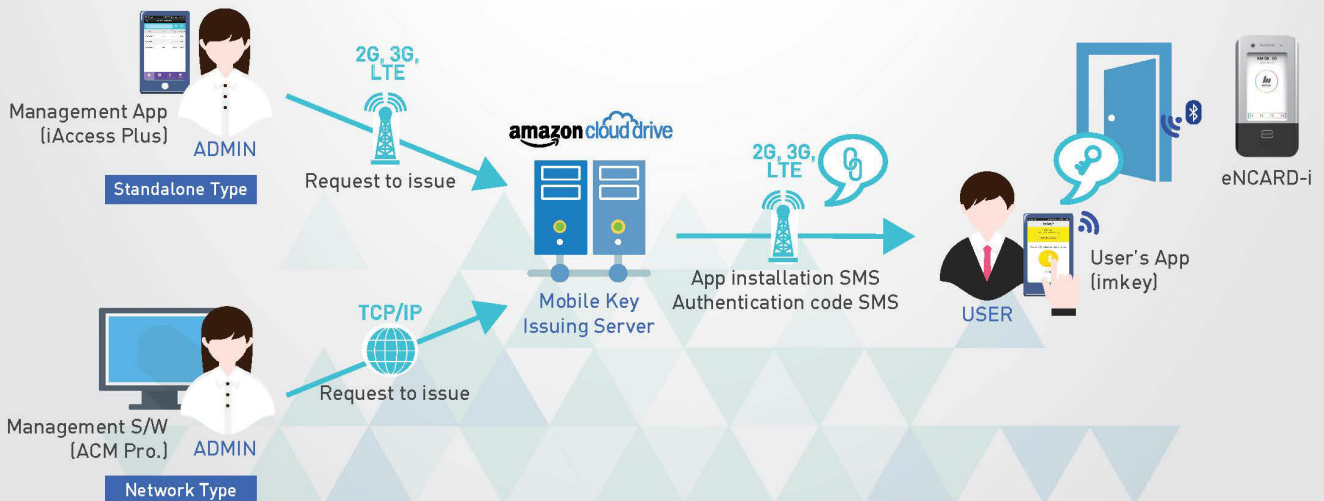 Management App
(iAccess Plus)
ADMIN
Standalone Type
2G, 3G,
LTE
Request to issue
Management S/W
(ACM Pro.)
ADMIN
Network Type
TCP/IP
Request to issue
amazon cloud drive
Mobile Key
Issuing Server
2G, 3G,
LTE
App installation SMS
Authentication code SMS
USER
User's App
(imkey)
eNCARD-i